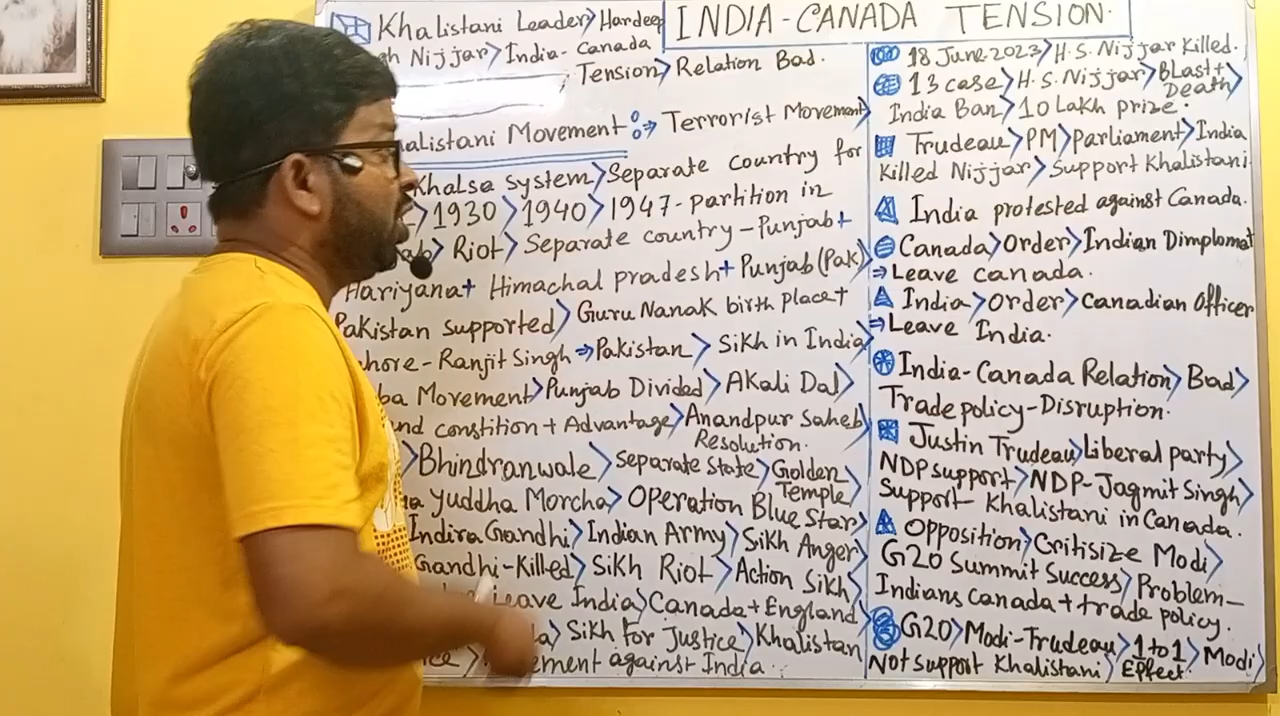 INDIA-CANADA TENSION.
Khalistani Leader> Hardeep
Nijjar> India-Canada
Tension> Relation Bad.
Movement : ⇒ Terrorist Movement>
Khalsa system> Separate country for
> 1930 > 1940 > 1947-partition in
> Riot> Separate country-Punjab+
Hariyana+ Himachal pradesh+ Punjab(Pak)>
Pakistan supported> Guru Nanak birth place+
-Ranjit Singh ⇒Pakistan> Sikh in India>
Movement> Punjab Divided> Akali Dal>
constition + Advantage> Anandpur Saheb>
Resolution.
>Bhindranwale> Separate State> Golden>
Temple>
Yuddha Morcha> Operation Blue Star>
Indira Gandhi> Indian Army> Sikh Anger>
Gandhi-Killed> Sikh Riot> Action Sikh>
Leave India> Canada+England>
> Sikh for Justice> Khalistan
> against India..
18 June.2023> H.S. Nijjar Killed.
13 case> H.S. Nijjar> Blast+>
Death>
India Ban> 10 Lakh prize.
Trudeau> PM> Parliament> India
Killed Nijjar> Support Khalistani.
India protested against Canada.
Canada> Order> Indian Dimplomat
⇒Leave canada.
India> Order> Canadian Officer
⇒Leave India.
India-Canada Relation> Bad>
Trade policy-Disruption.
Justin Trudeau> Liberal party>
NDP support> NDP-Jagmit Singh>
Support Khalistani in Canada.
Opposition> Critisize Modi>
G20 Summit Success> Problem-
Indians Canada+trade policy.
G20> Modi-Trudeau> 1 to 1> Modi>
Not support Khalistani> Effect.